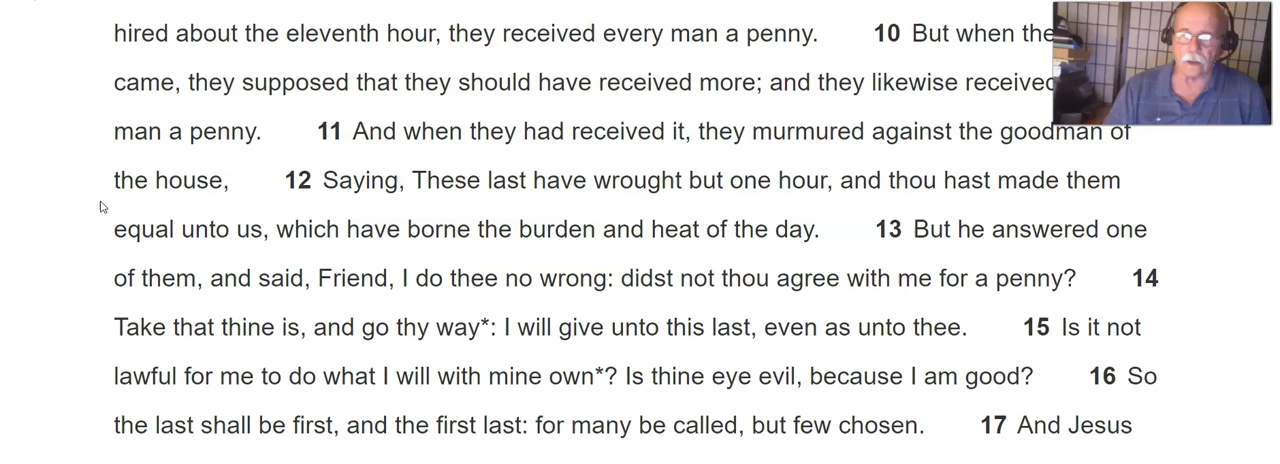 hired about the eleventh hour, they received every man a penny. 10 But when the
came, they supposed that they should have received more; and they likewise received
man a penny. 11 And when they had received it, they murmured against the goodman of
the house, 12 Saying, These last have wrought but one hour, and thou hast made them
equal unto us, which have borne the burden and heat of the day. 13 But he answered one
of them, and said, Friend, I do thee no wrong: didst not thou agree with me for a penny? 14
Take that thine is, and go thy way*: I will give unto this last, even as unto thee. 15 Is it not
lawful for me to do what I will with mine own*? Is thine eye evil, because I am good? 16 So
the last shall be first, and the first last: for many be called, but few chosen. 17 And Jesus